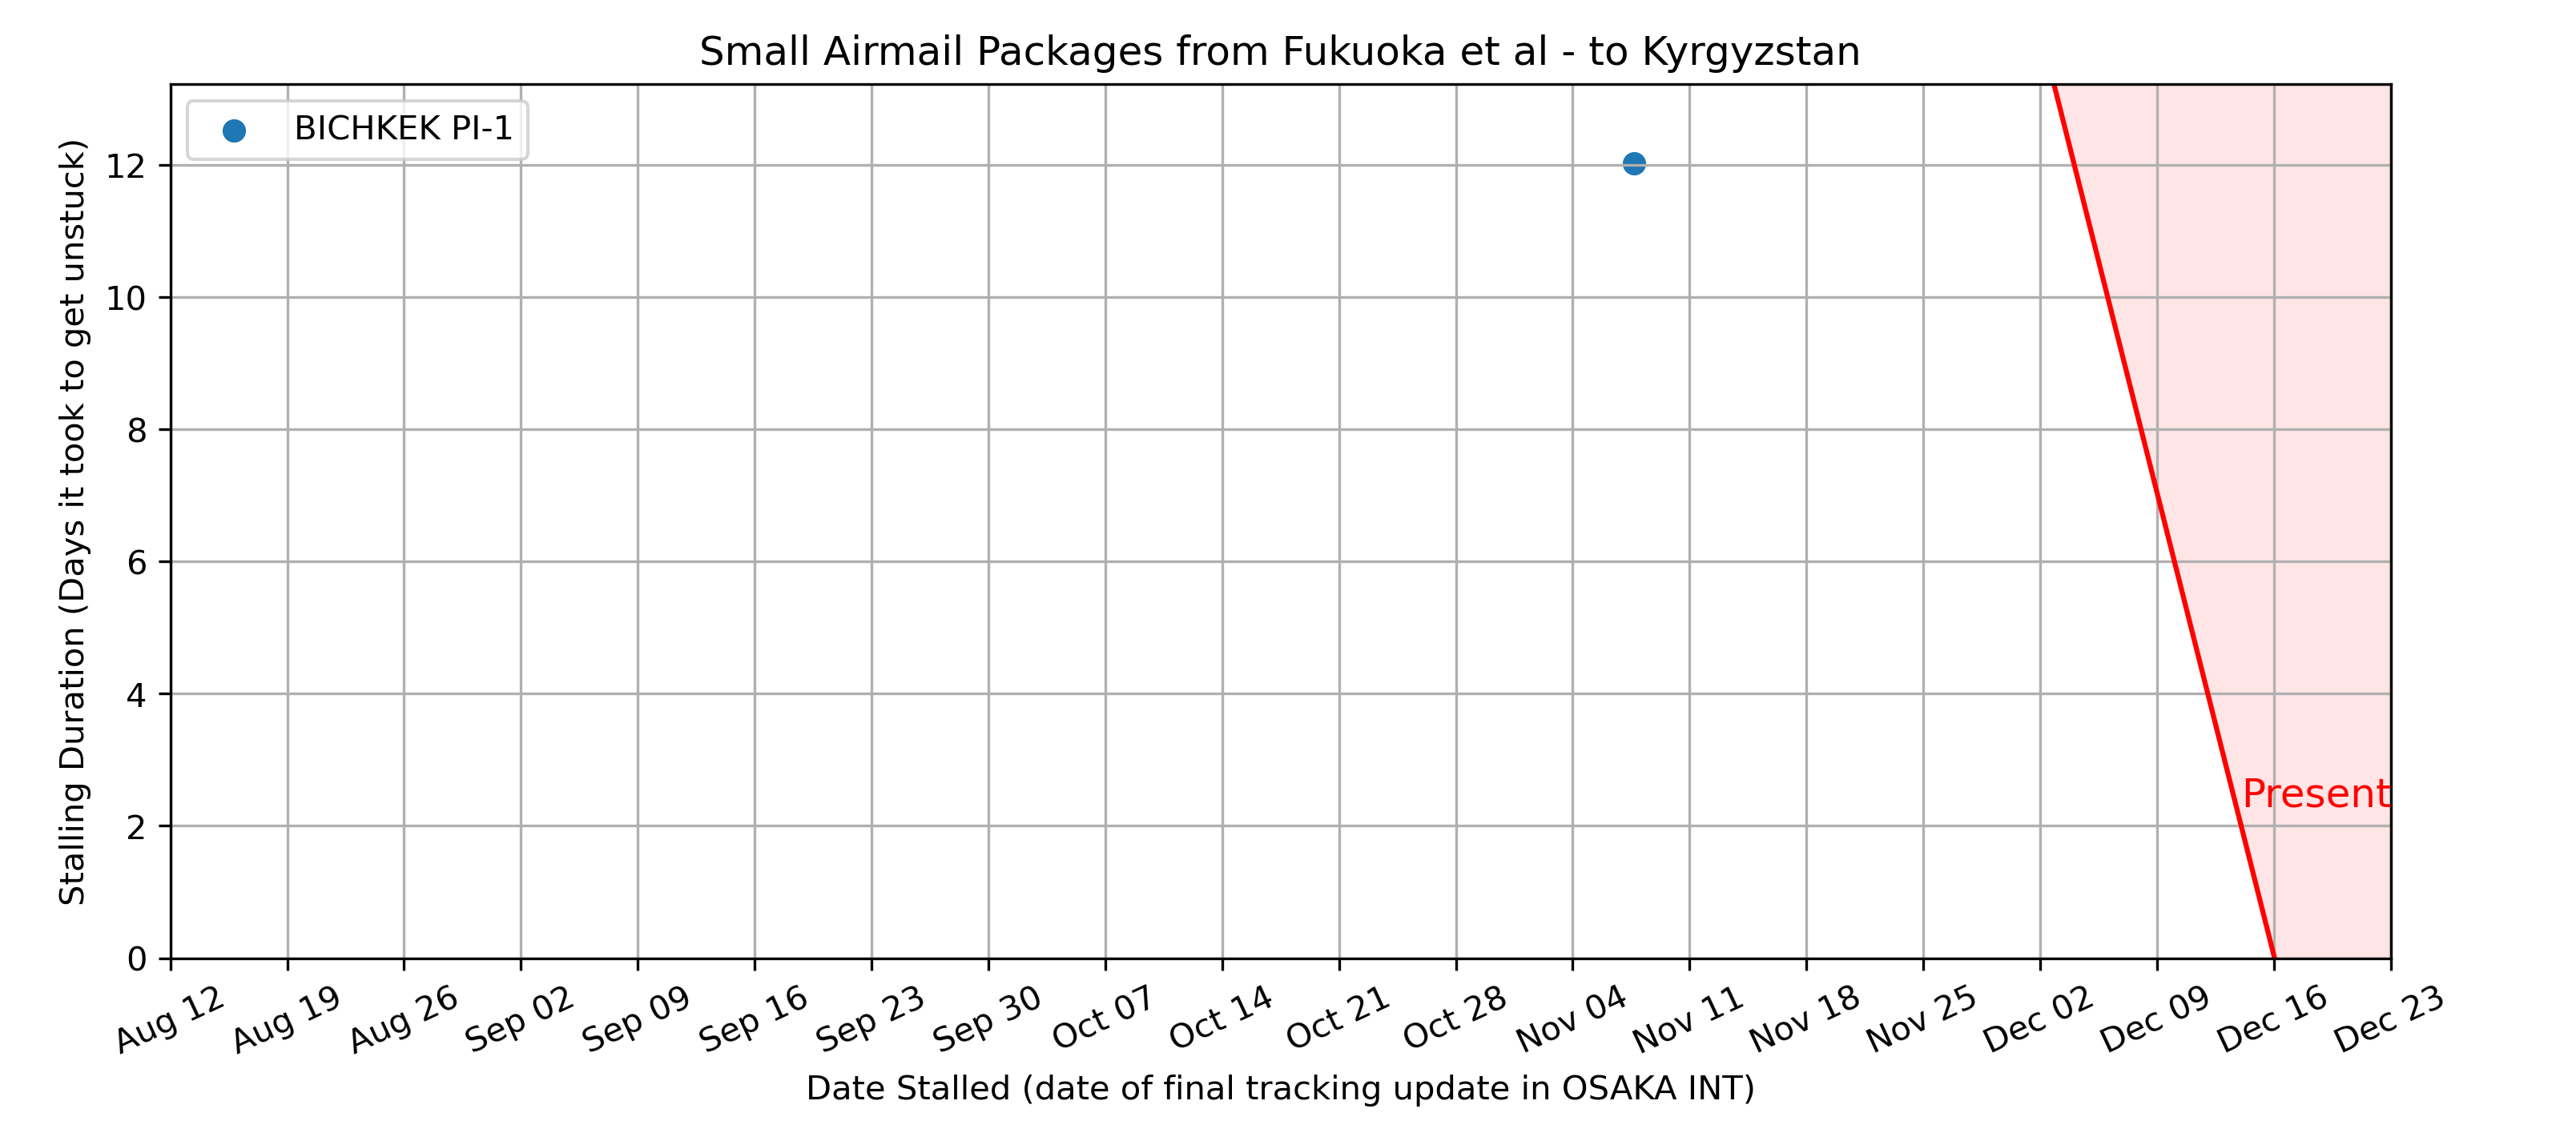 Small Airmail Packages from Fukuoka et al - to Kyrgyzstan
BICHKEK PI-1
Stalling Duration (Days it took to get unstuck)
12
10
8
6
4
2
0
Present
Aug 12
Aug 19
Aug 26
Sep 02
Sep 09
Sep 16
Sep 23
Sep 30
Oct 07
Oct 14
Oct 21
Oct 28
Nov 04
Nov 11
Nov 18
Nov 25
Dec 02
Dec 09
Dec 16
Dec 23
Date Stalled (date of final tracking update in OSAKA INT)